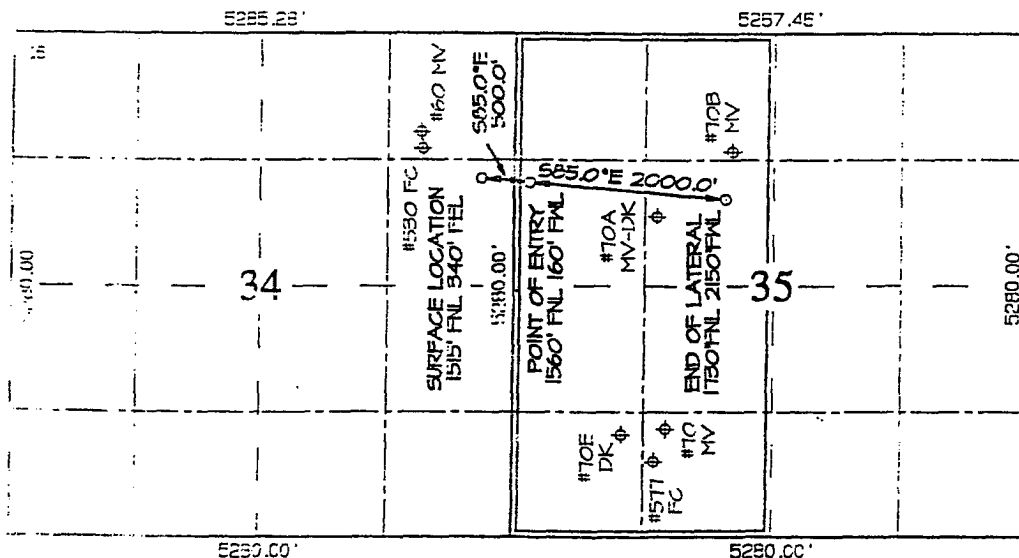 5285.28'
5257.45'
#60 MV
S85.0°E
500.0'
#530 FC
SURFACE LOCATION
1515' FNL 340' FEL
34
5280.00'
POINT OF ENTRY
1560' FNL 160' FWL
S85.0°E 2000.0'
#70A
MV-DK
#70B
MV
END OF LATERAL
1730'FNL 2150'FWL
35
5280.00'
#70E
DK
#577
FC
#70
MV
5280.00'